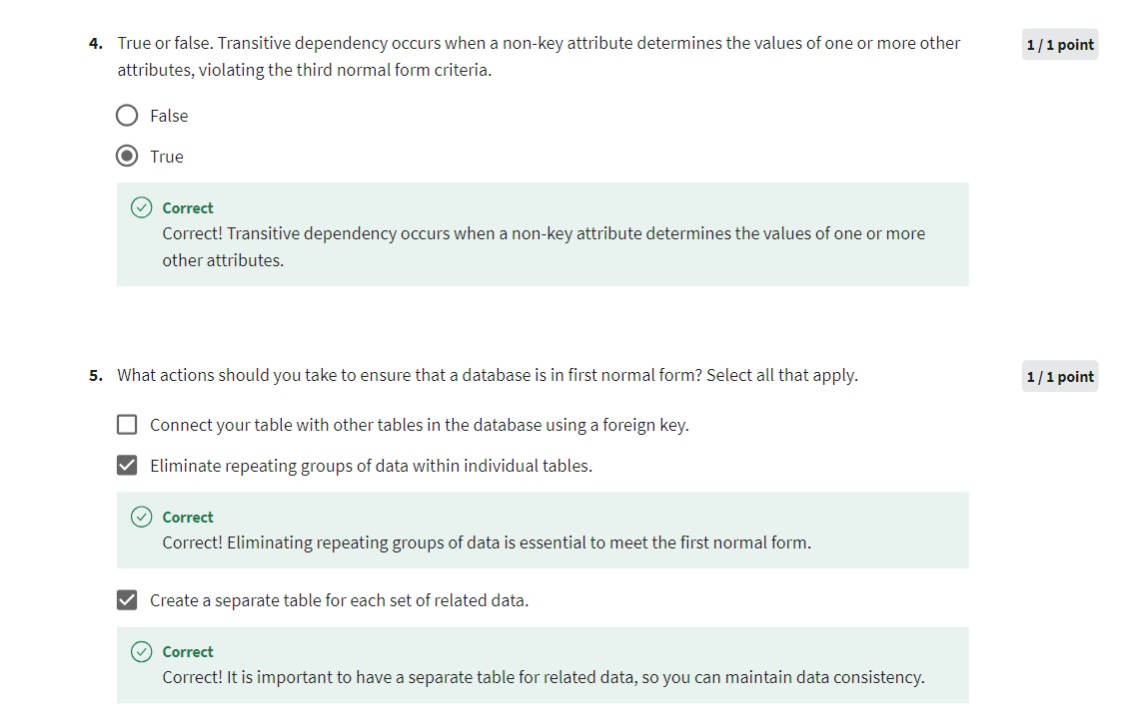 4. True or false. Transitive dependency occurs when a non-key attribute determines the values of one or more other
attributes, violating the third normal form criteria.
1 / 1 point
False
True
Correct
Correct! Transitive dependency occurs when a non-key attribute determines the values of one or more
other attributes.
5. What actions should you take to ensure that a database is in first normal form? Select all that apply.
1 / 1 point
Connect your table with other tables in the database using a foreign key.
Eliminate repeating groups of data within individual tables.
Correct
Correct! Eliminating repeating groups of data is essential to meet the first normal form.
Create a separate table for each set of related data.
Correct
Correct! It is important to have a separate table for related data, so you can maintain data consistency.